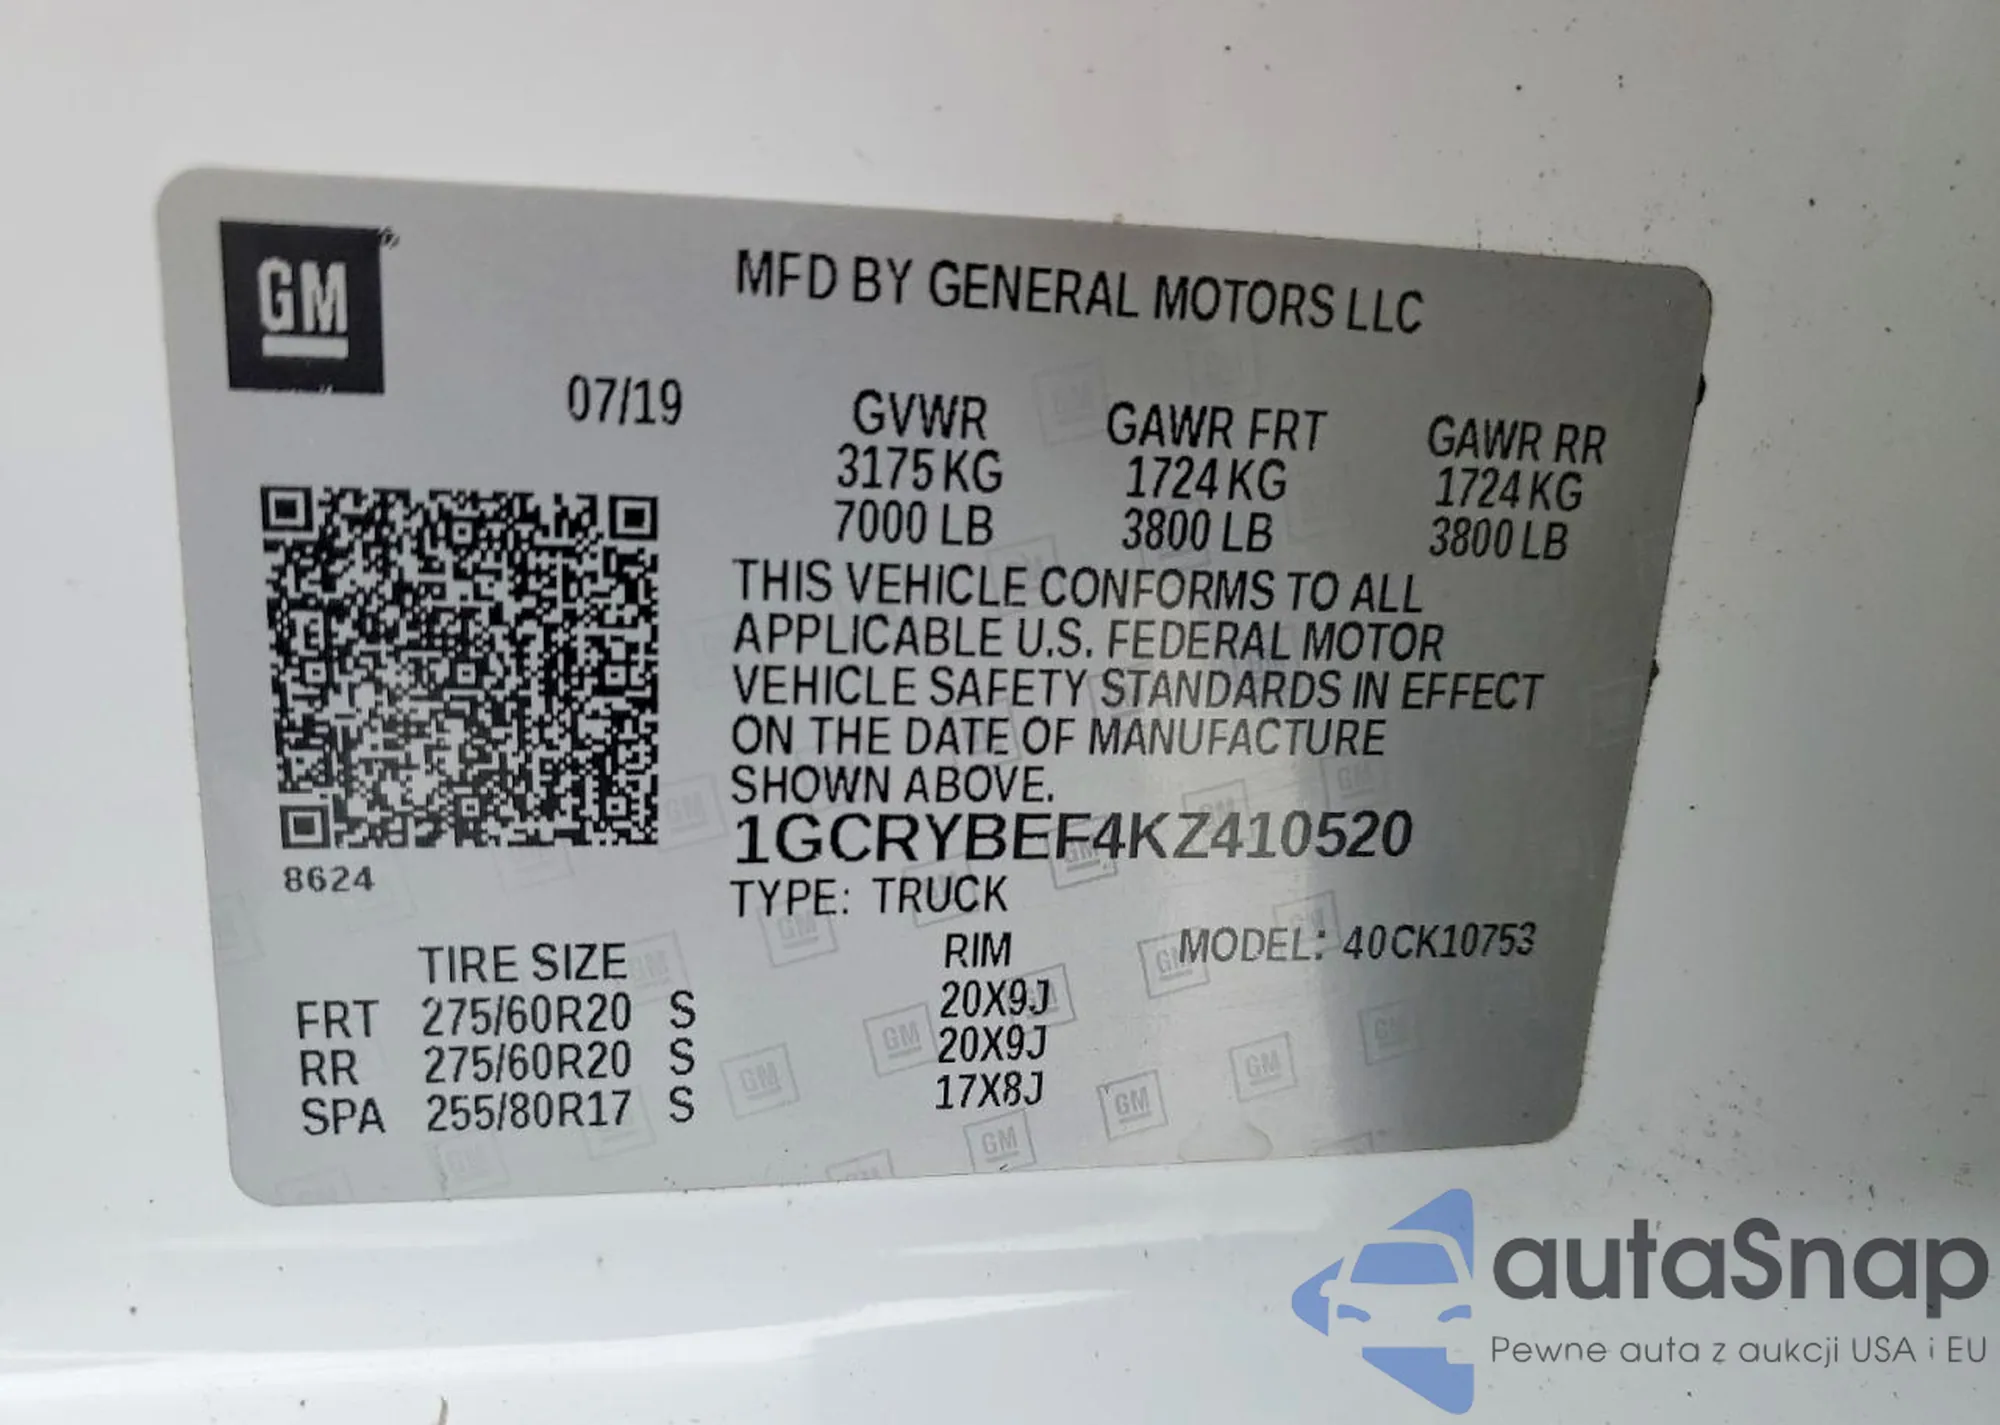 GM
MFD BY GENERAL MOTORS LLC
07/19
GVWR GAWR FRT GAWR RR
3175 KG 1724 KG 1724 KG
7000 LB 3800 LB 3800 LB
THIS VEHICLE CONFORMS TO ALL
APPLICABLE U.S. FEDERAL MOTOR
VEHICLE SAFETY STANDARDS IN EFFECT
ON THE DATE OF MANUFACTURE
SHOWN ABOVE.
1GCRYBEF4KZ410520
8624
TYPE: TRUCK
TIRE SIZE RIM MODEL: 40CK10753
FRT 275/60R20 S 20X9J
RR 275/60R20 S 20X9J
SPA 255/80R17 S 17X8J
autaSnap
Pewne auta z aukcji USA i EU